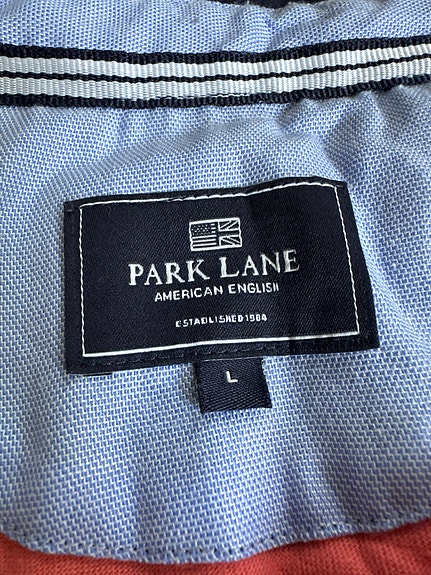 PARK LANE
AMERICAN ENGLISH
ESTABLISHED 1984
L